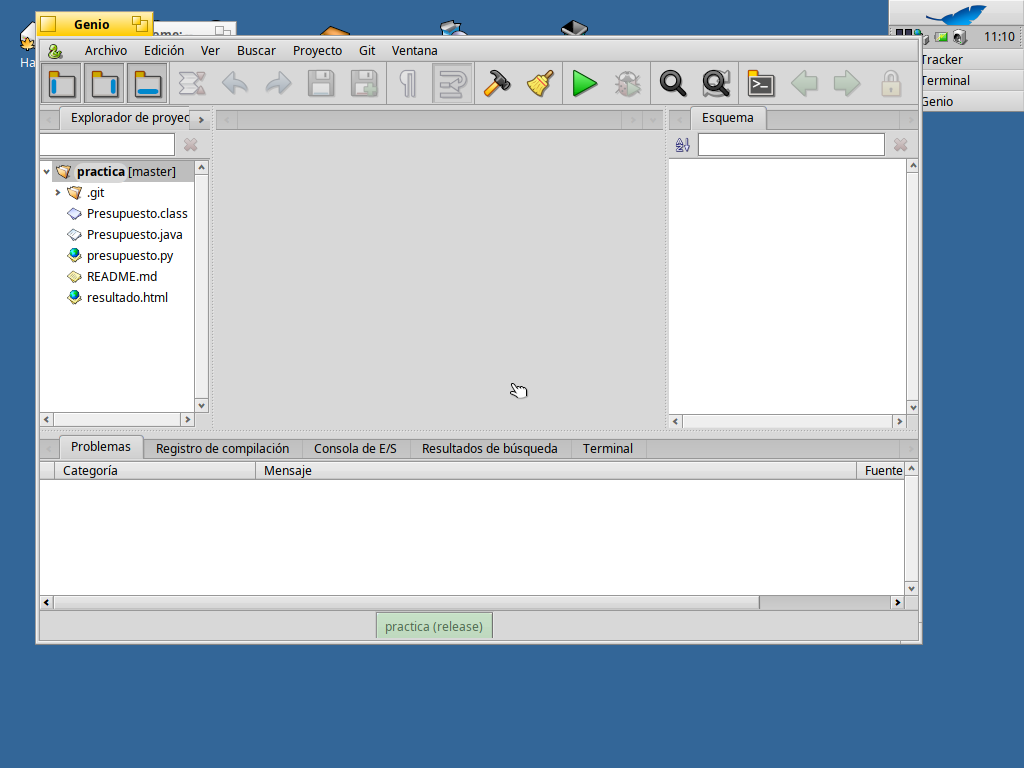 Genio
ome:
11:10
Ha
Archivo Edición Ver Buscar Proyecto Git Ventana
Tracker
Terminal
Genio
Explorador de proyec
Esquema
practica [master]
.git
Presupuesto.class
Presupuesto.java
presupuesto.py
README.md
resultado.html
Problemas Registro de compilación Consola de E/S Resultados de búsqueda Terminal
Categoría Mensaje Fuente
practica (release)